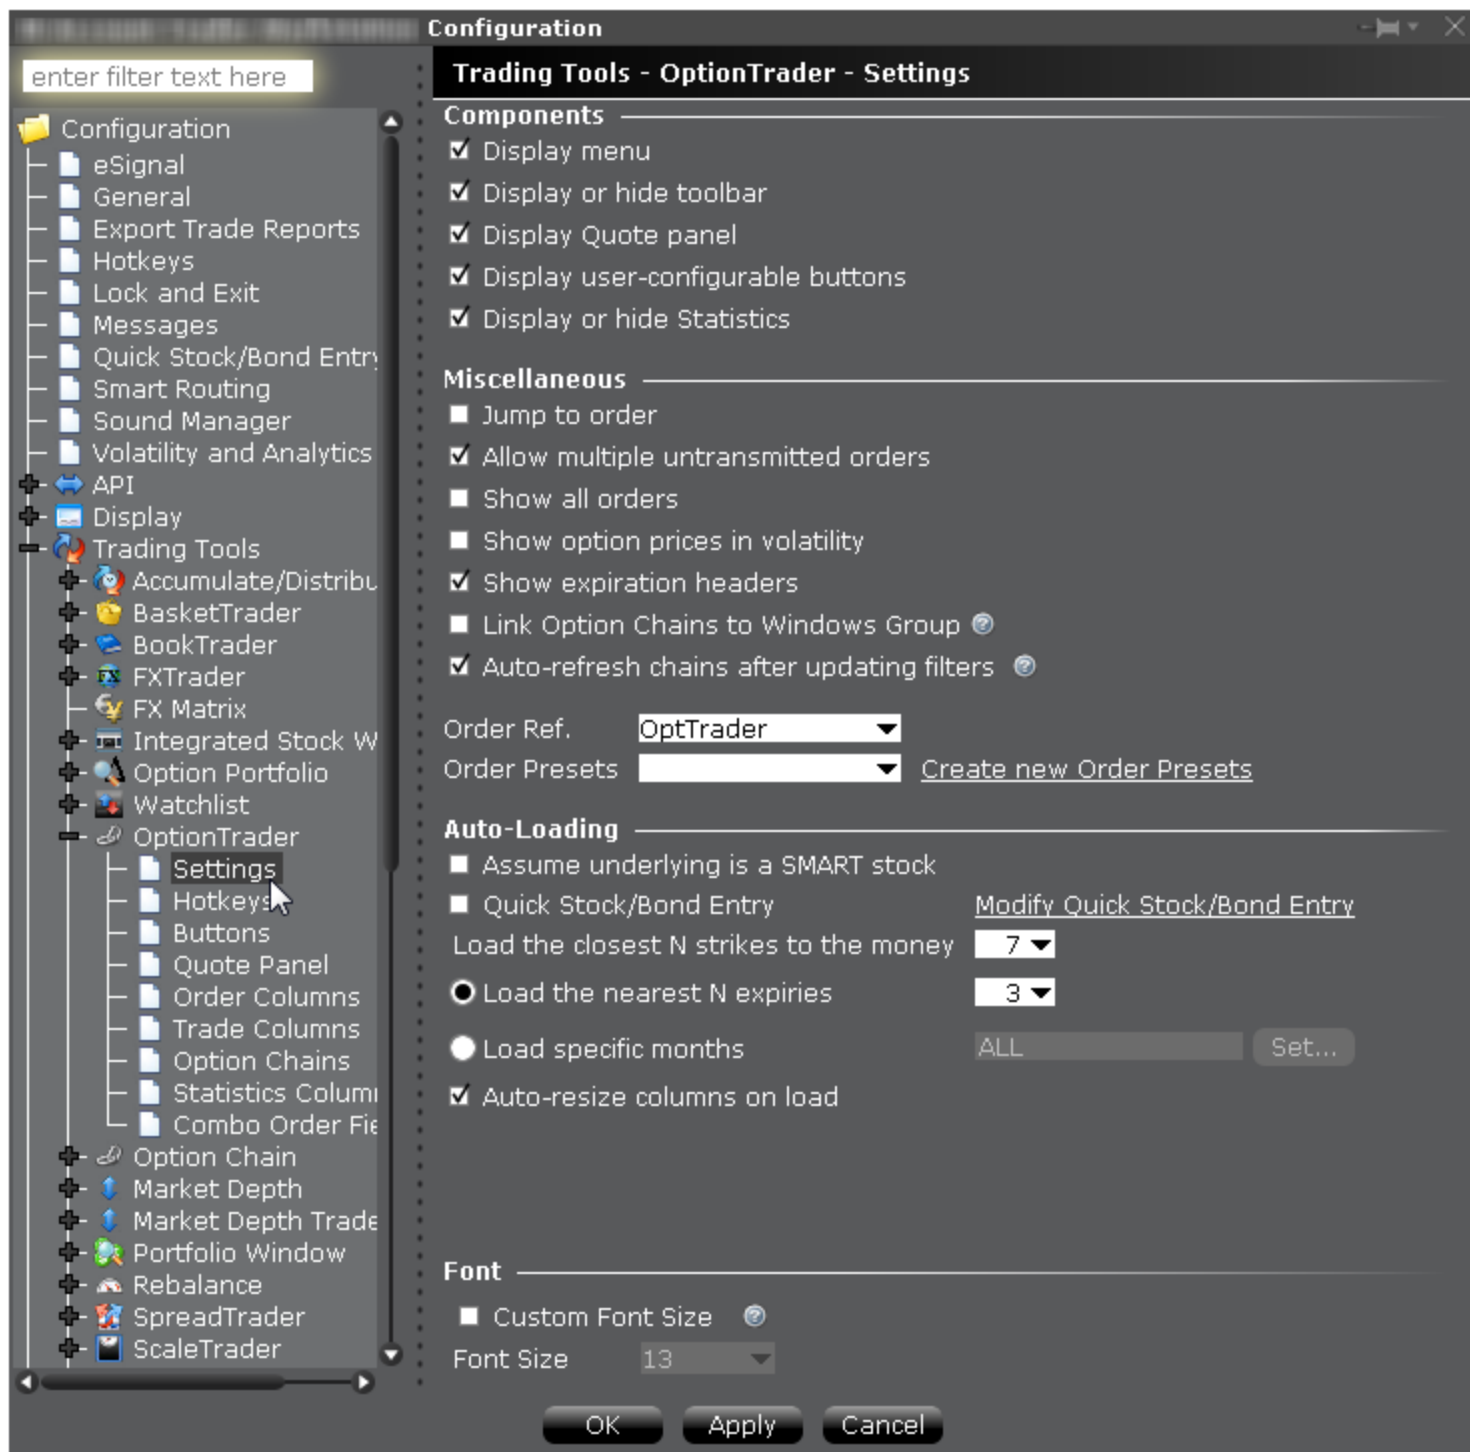 Configuration
enter filter text here
Configuration
eSignal
General
Export Trade Reports
Hotkeys
Lock and Exit
Messages
Quick Stock/Bond Entry
Smart Routing
Sound Manager
Volatility and Analytics
API
Display
Trading Tools
Accumulate/Distribu
BasketTrader
BookTrader
FXTrader
FX Matrix
Integrated Stock W
Option Portfolio
Watchlist
OptionTrader
Settings
Hotkeys
Buttons
Quote Panel
Order Columns
Trade Columns
Option Chains
Statistics Colum
Combo Order Fie
Option Chain
Market Depth
Market Depth Trade
Portfolio Window
Rebalance
SpreadTrader
ScaleTrader
Trading Tools - OptionTrader - Settings
Components
Display menu
Display or hide toolbar
Display Quote panel
Display user-configurable buttons
Display or hide Statistics
Miscellaneous
Jump to order
Allow multiple untransmitted orders
Show all orders
Show option prices in volatility
Show expiration headers
Link Option Chains to Windows Group ?
Auto-refresh chains after updating filters ?
Order Ref. OptTrader
Order Presets Create new Order Presets
Auto-Loading
Assume underlying is a SMART stock
Quick Stock/Bond Entry Modify Quick Stock/Bond Entry
Load the closest N strikes to the money 7
Load the nearest N expiries 3
Load specific months ALL Set...
Auto-resize columns on load
Font
Custom Font Size ?
Font Size 13
OK Apply Cancel